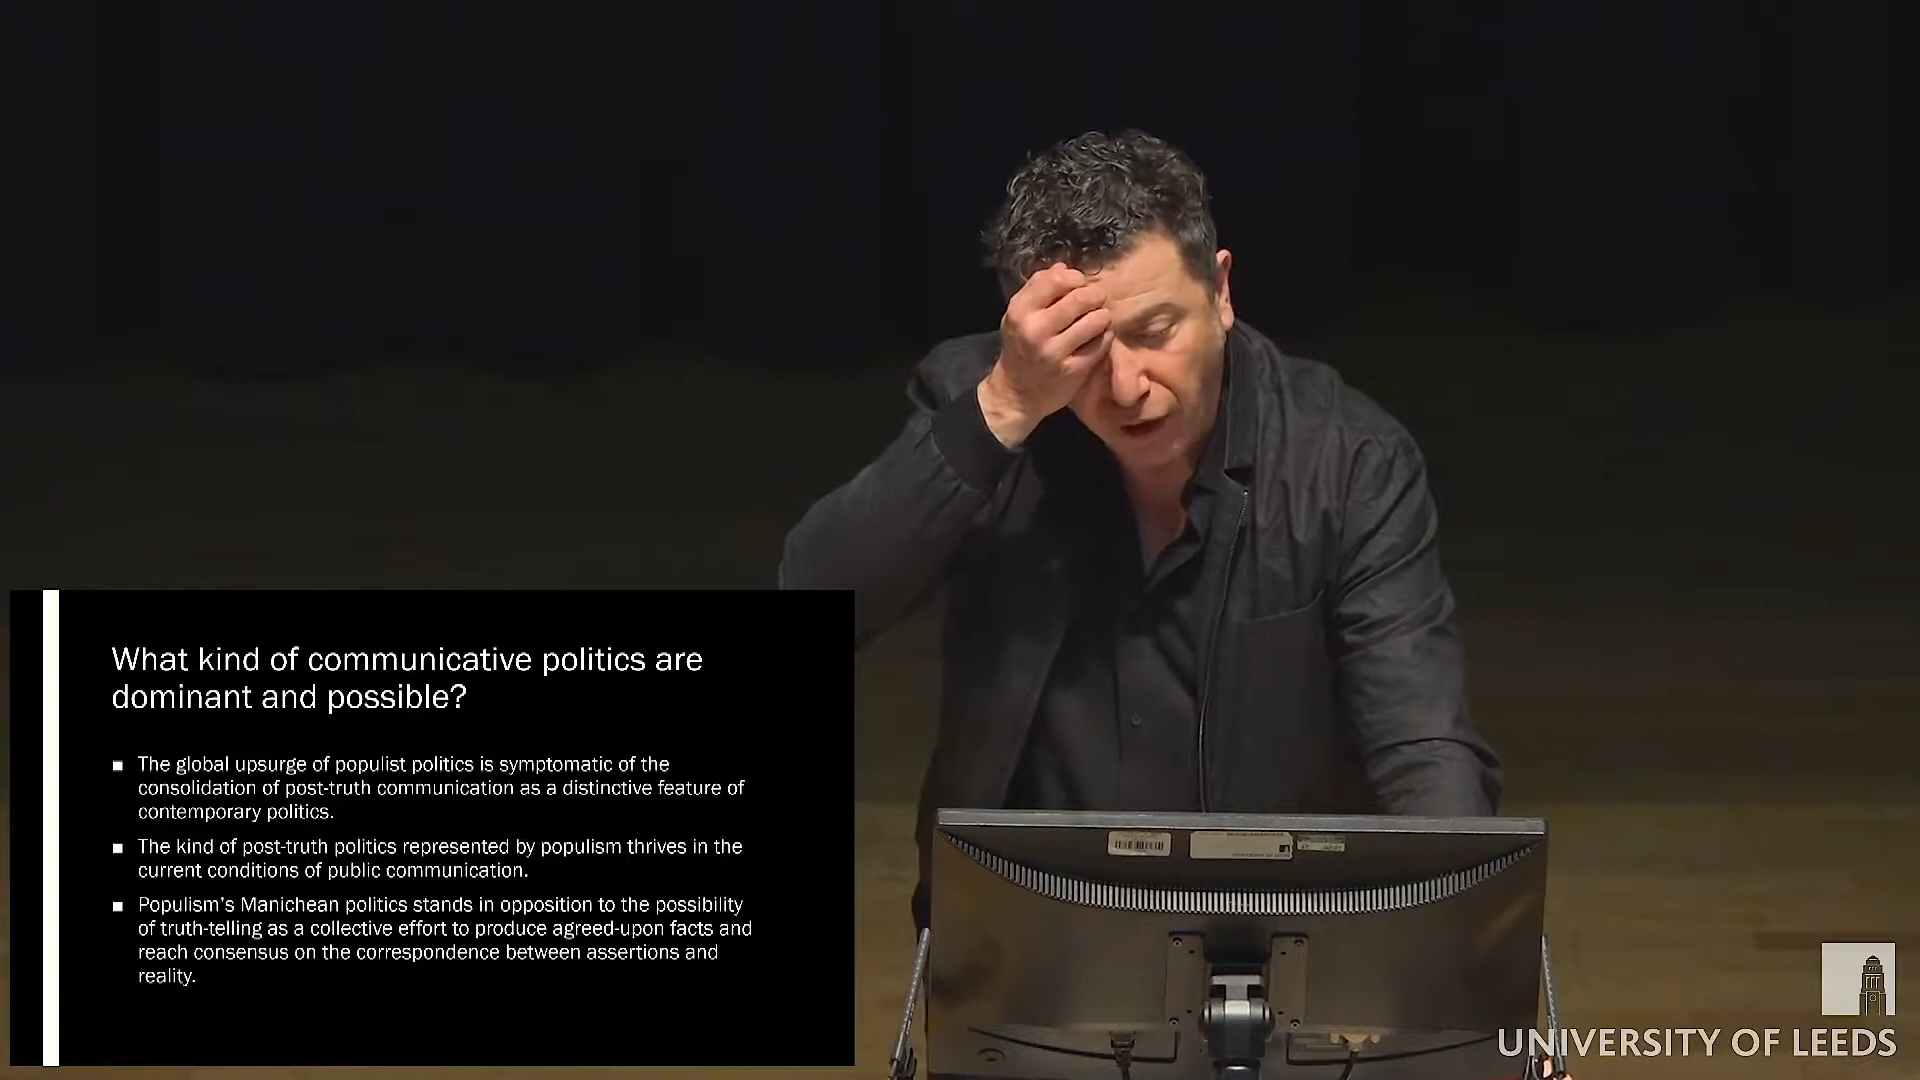 What kind of communicative politics are
dominant and possible?
■ The global upsurge of populist politics is symptomatic of the
consolidation of post-truth communication as a distinctive feature of
contemporary politics.
■ The kind of post-truth politics represented by populism thrives in the
current conditions of public communication.
■ Populism's Manichean politics stands in opposition to the possibility
of truth-telling as a collective effort to produce agreed-upon facts and
reach consensus on the correspondence between assertions and
reality.
UNIVERSITY OF LEEDS